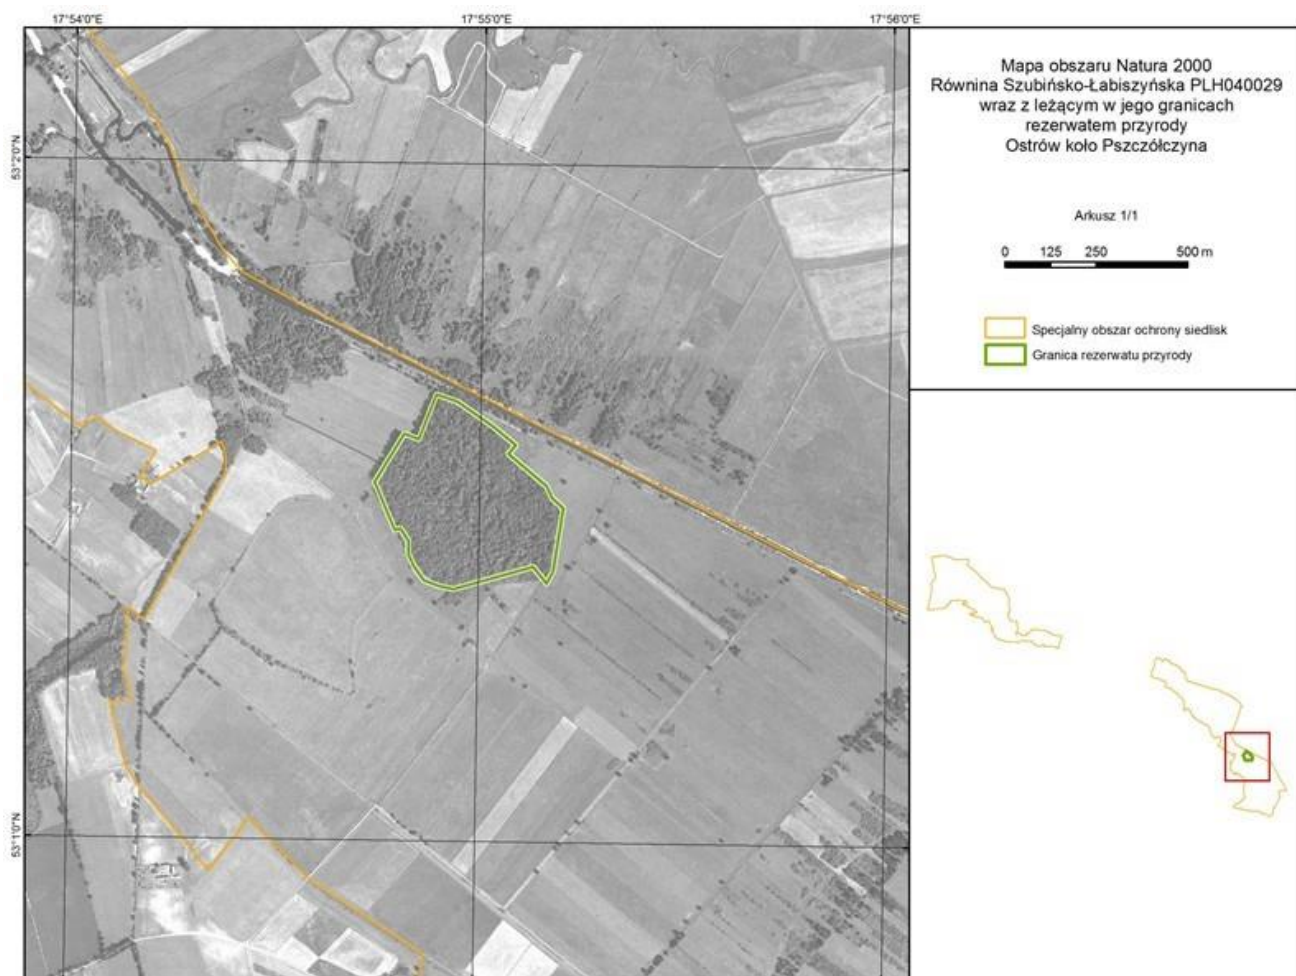 17°54'0"E
17°55'0"E
17°56'0"E
53°2'0"N
53°1'0"N
Mapa obszaru Natura 2000
Równina Szubińsko-Łabiszyńska PLH040029
wraz z leżącym w jego granicach
rezerwatem przyrody
Ostrów koło Pszczółczyna
Arkusz 1/1
0 125 250 500 m
Specjalny obszar ochrony siedlisk
Granica rezerwatu przyrody